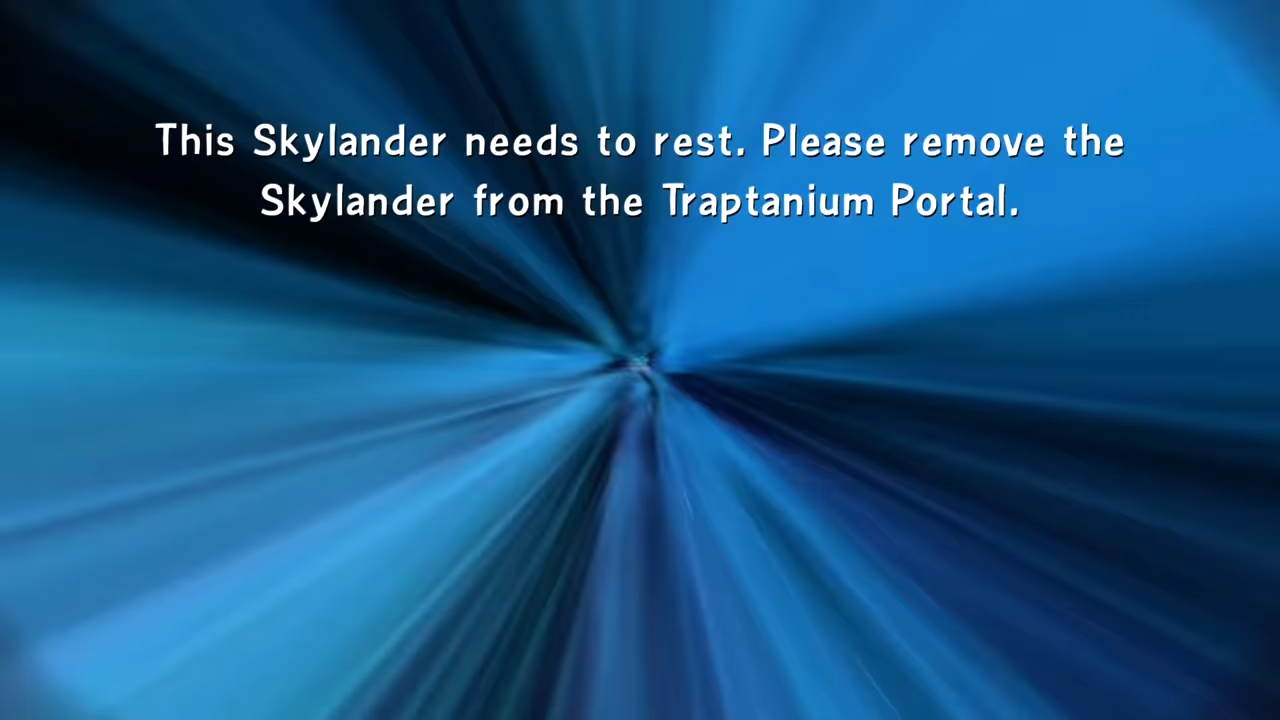 This Skylander needs to rest. Please remove the
Skylander from the Traptanium Portal.